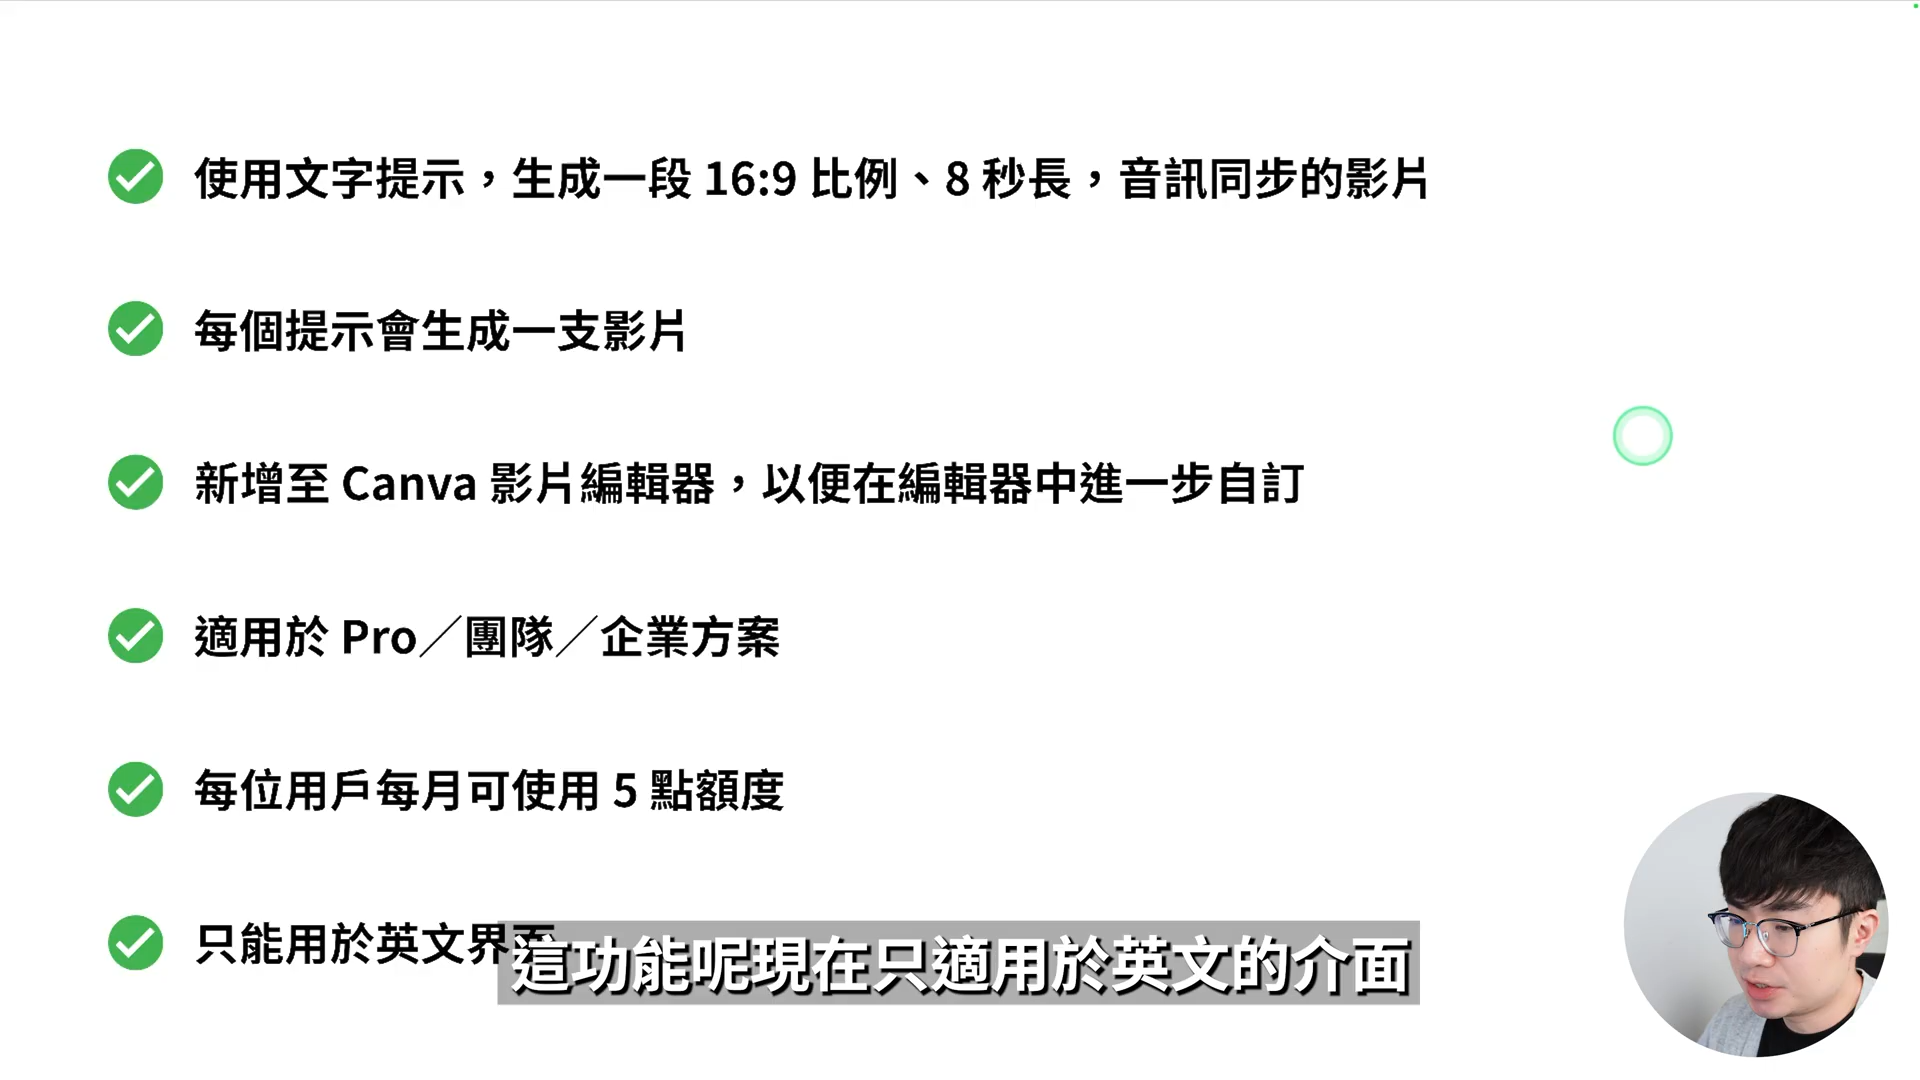 使用文字提示，生成一段 16:9 比例、8 秒長，音訊同步的影片
每個提示會生成一支影片
新增至 Canva 影片編輯器，以便在編輯器中進一步自訂
適用於 Pro／團隊／企業方案
每位用戶每月可使用 5 點額度
只能用於英文界面
這功能呢現在只適用於英文的介面